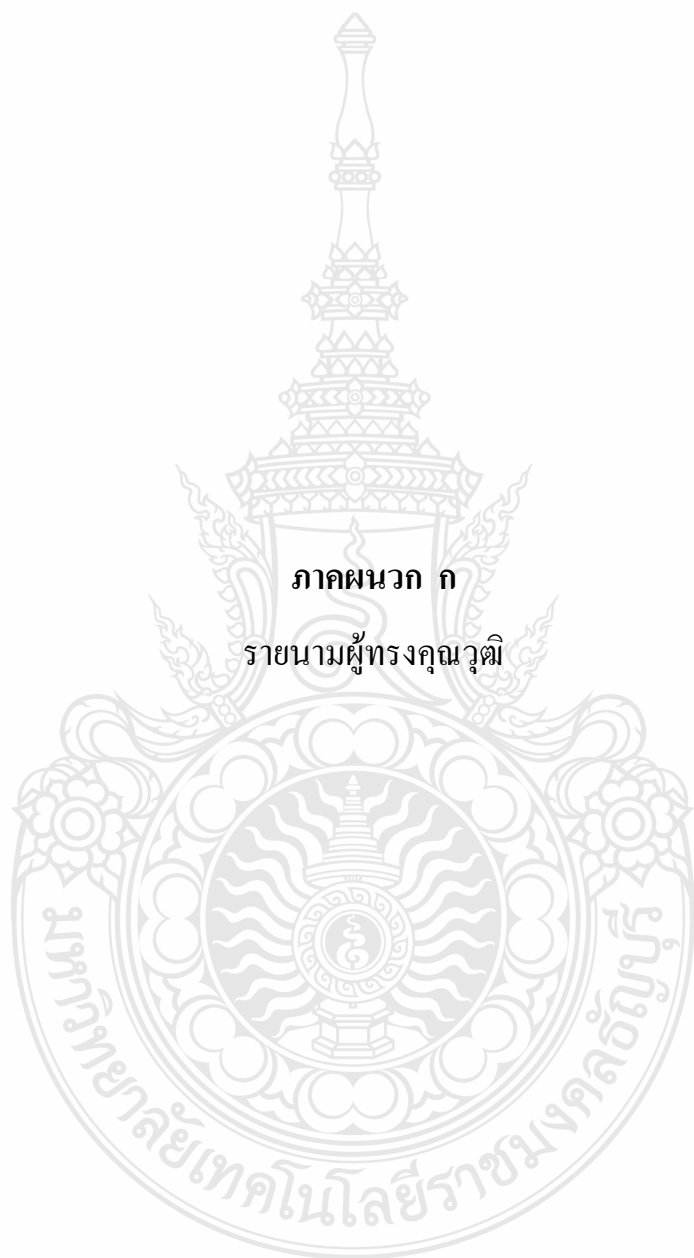 ภาคผนวก ก
รายนามผู้ทรงคุณวุฒิ
มหาวิทยาลัยเทคโนโลยีราชมงคลธัญบุรี